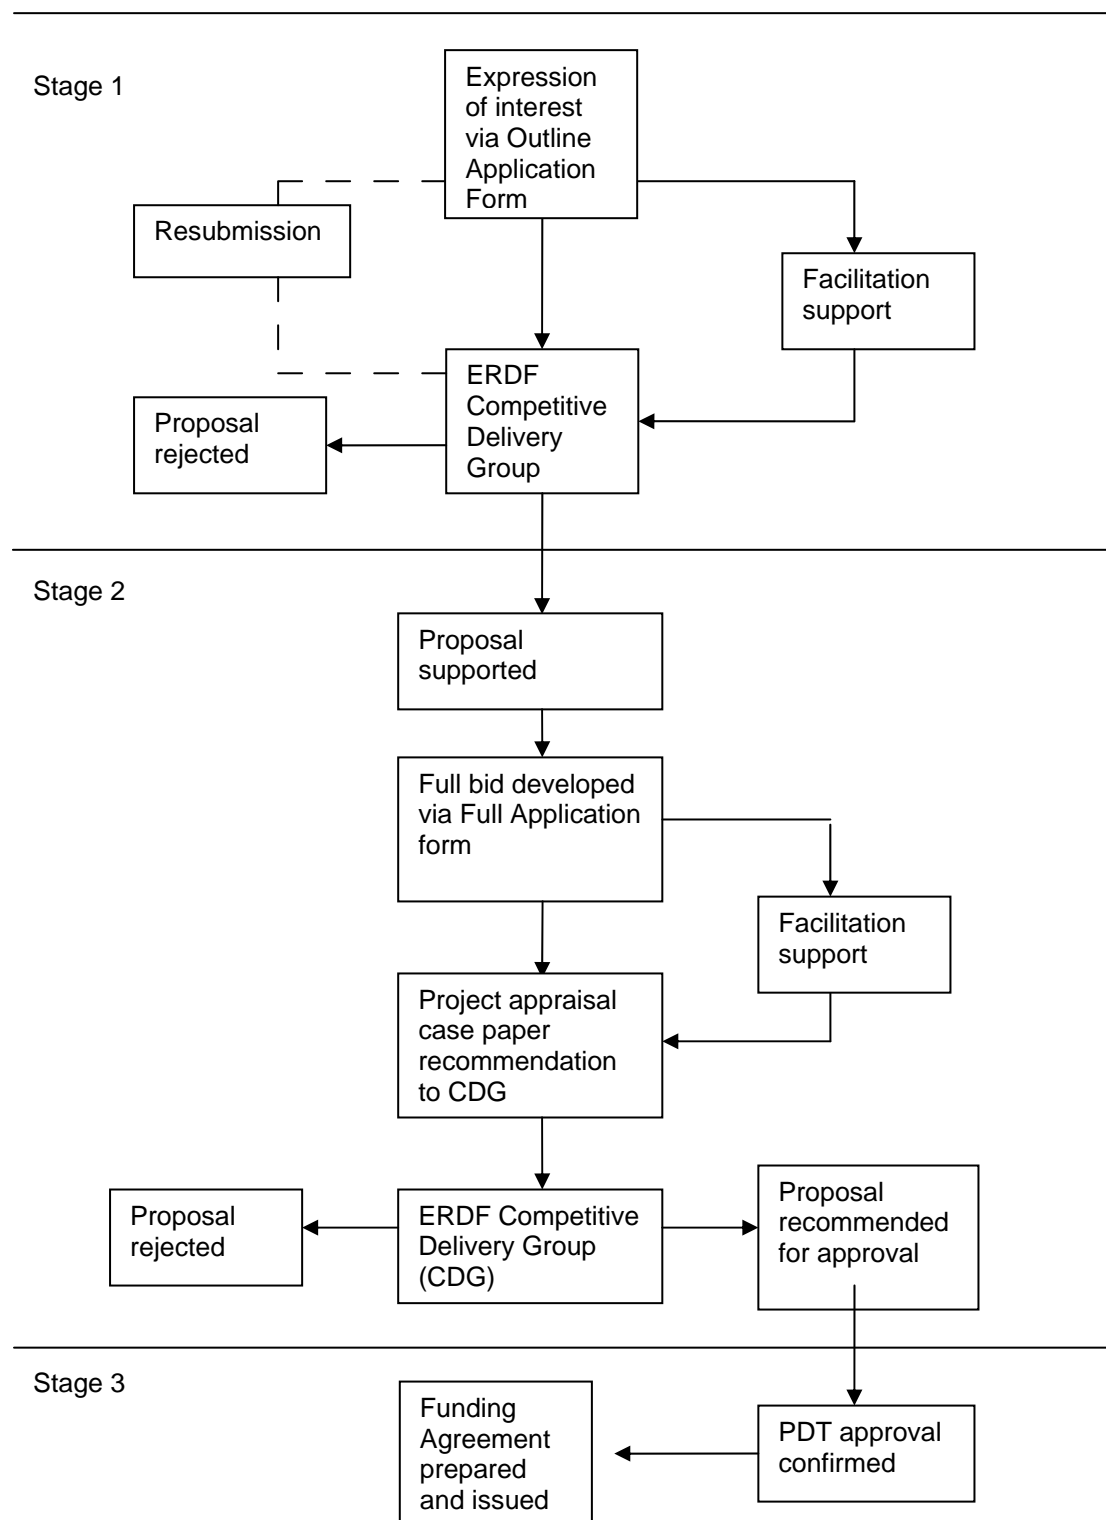 Stage 1
Expression
of interest
via Outline
Application
Form
Resubmission
Facilitation
support
ERDF
Competitive
Delivery
Group
Proposal
rejected
Stage 2
Proposal
supported
Full bid developed
via Full Application
form
Facilitation
support
Project appraisal
case paper
recommendation
to CDG
Proposal
rejected
ERDF Competitive
Delivery Group
(CDG)
Proposal
recommended
for approval
Stage 3
Funding
Agreement
prepared
and issued
PDT approval
confirmed